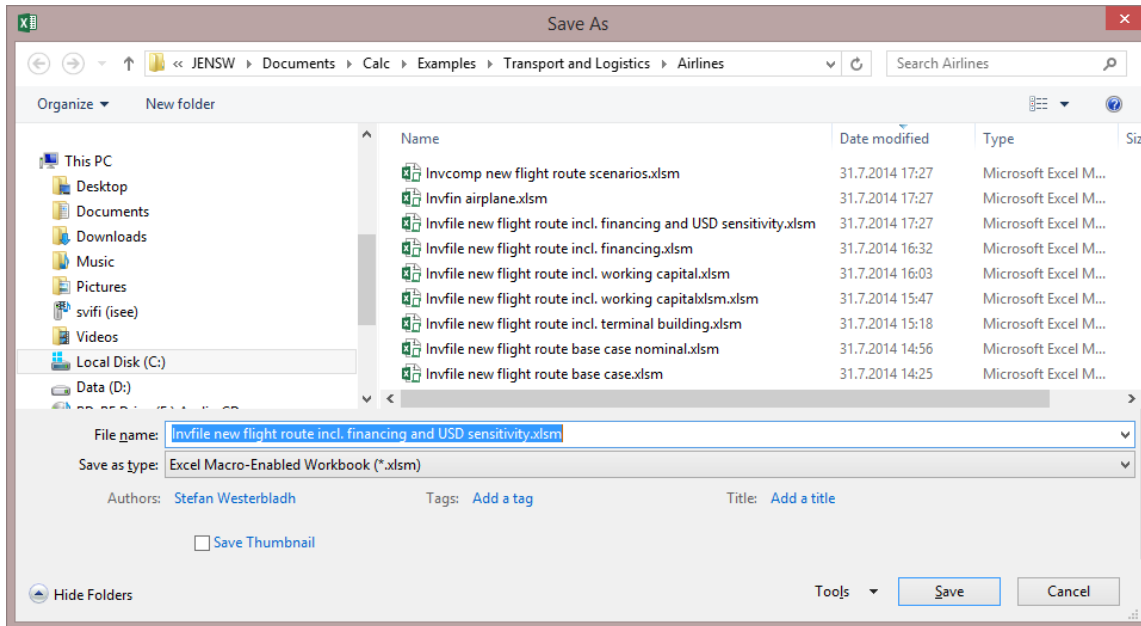 Save As
« JENSW Documents Calc Examples Transport and Logistics Airlines Search Airlines
Organize New folder
Name Date modified Type Siz
This PC
Desktop
Documents
Downloads
Music
Pictures
svifi (isee)
Videos
Local Disk (C:)
Data (D:)
Invcomp new flight route scenarios.xlsm 31.7.2014 17:27 Microsoft Excel M...
Invfin airplane.xlsm 31.7.2014 17:27 Microsoft Excel M...
Invfile new flight route incl. financing and USD sensitivity.xlsm 31.7.2014 17:27 Microsoft Excel M...
Invfile new flight route incl. financing.xlsm 31.7.2014 16:32 Microsoft Excel M...
Invfile new flight route incl. working capital.xlsm 31.7.2014 16:03 Microsoft Excel M...
Invfile new flight route incl. working capitalxlsm.xlsm 31.7.2014 15:47 Microsoft Excel M...
Invfile new flight route incl. terminal building.xlsm 31.7.2014 15:18 Microsoft Excel M...
Invfile new flight route base case nominal.xlsm 31.7.2014 14:56 Microsoft Excel M...
Invfile new flight route base case.xlsm 31.7.2014 14:25 Microsoft Excel M...
File name: Invfile new flight route incl. financing and USD sensitivity.xlsm
Save as type: Excel Macro-Enabled Workbook (*.xlsm)
Authors: Stefan Westerbladh Tags: Add a tag Title: Add a title
Save Thumbnail
Hide Folders Tools Save Cancel